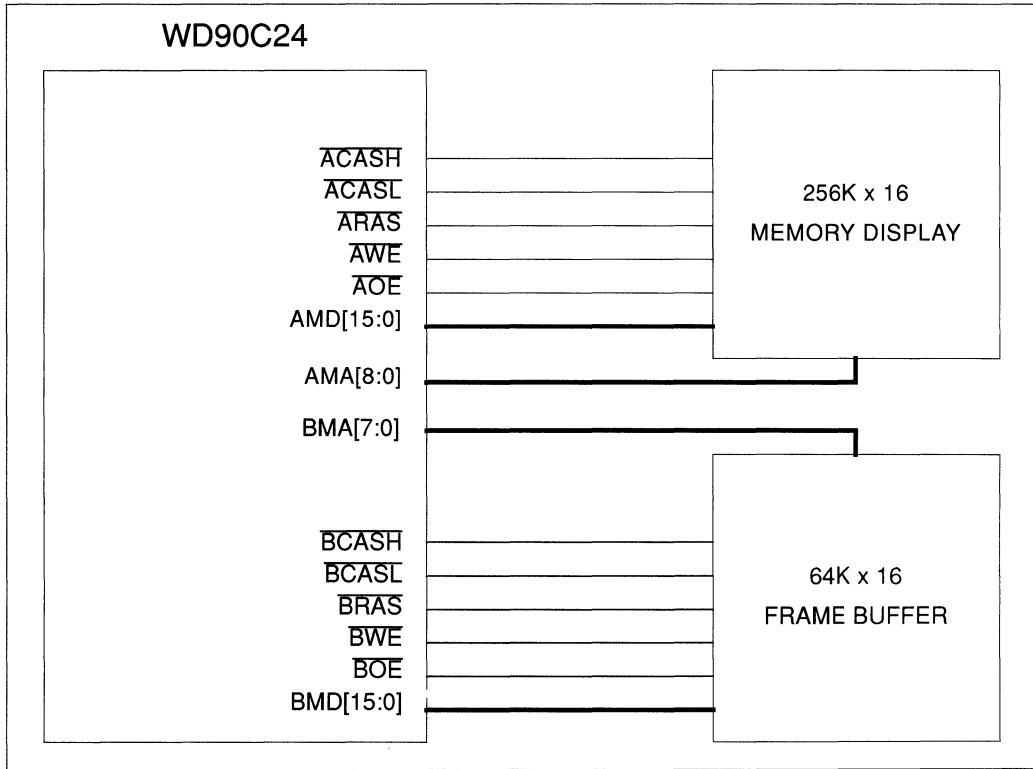 WD90C24
ACASH
ACASL
ARAS
AWE
AOE
AMD[15:0]
AMA[8:0]
BMA[7:0]
BCASH
BCASL
BRAS
BWE
BOE
BMD[15:0]
256K x 16
MEMORY DISPLAY
64K x 16
FRAME BUFFER